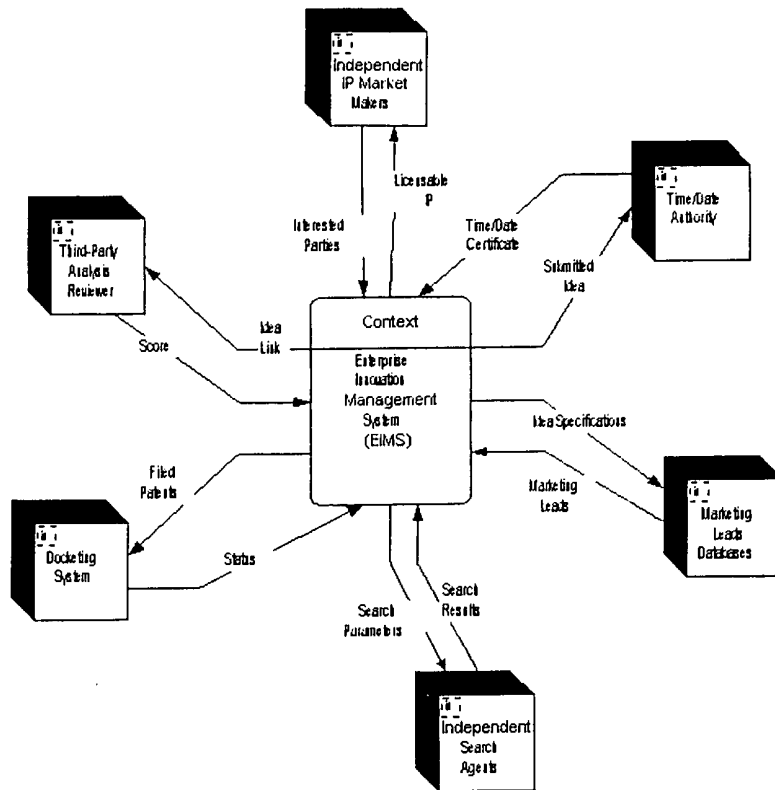 Independent
IP Market
Makers
Licensable
IP
Interested
Parties
Time/Date
Certificate
Time/Date
Authority
Submitted
Idea
Third-Party
Analysis
Reviewer
Score
Idea
Link
Context
Enterprise
Innovation
Management
System
(EIMS)
Idea Specifications
Marketing
Leads
Marketing
Leads
Databases
Filed
Patents
Docketing
System
Status
Search
Parameters
Search
Results
Independent
Search
Agents